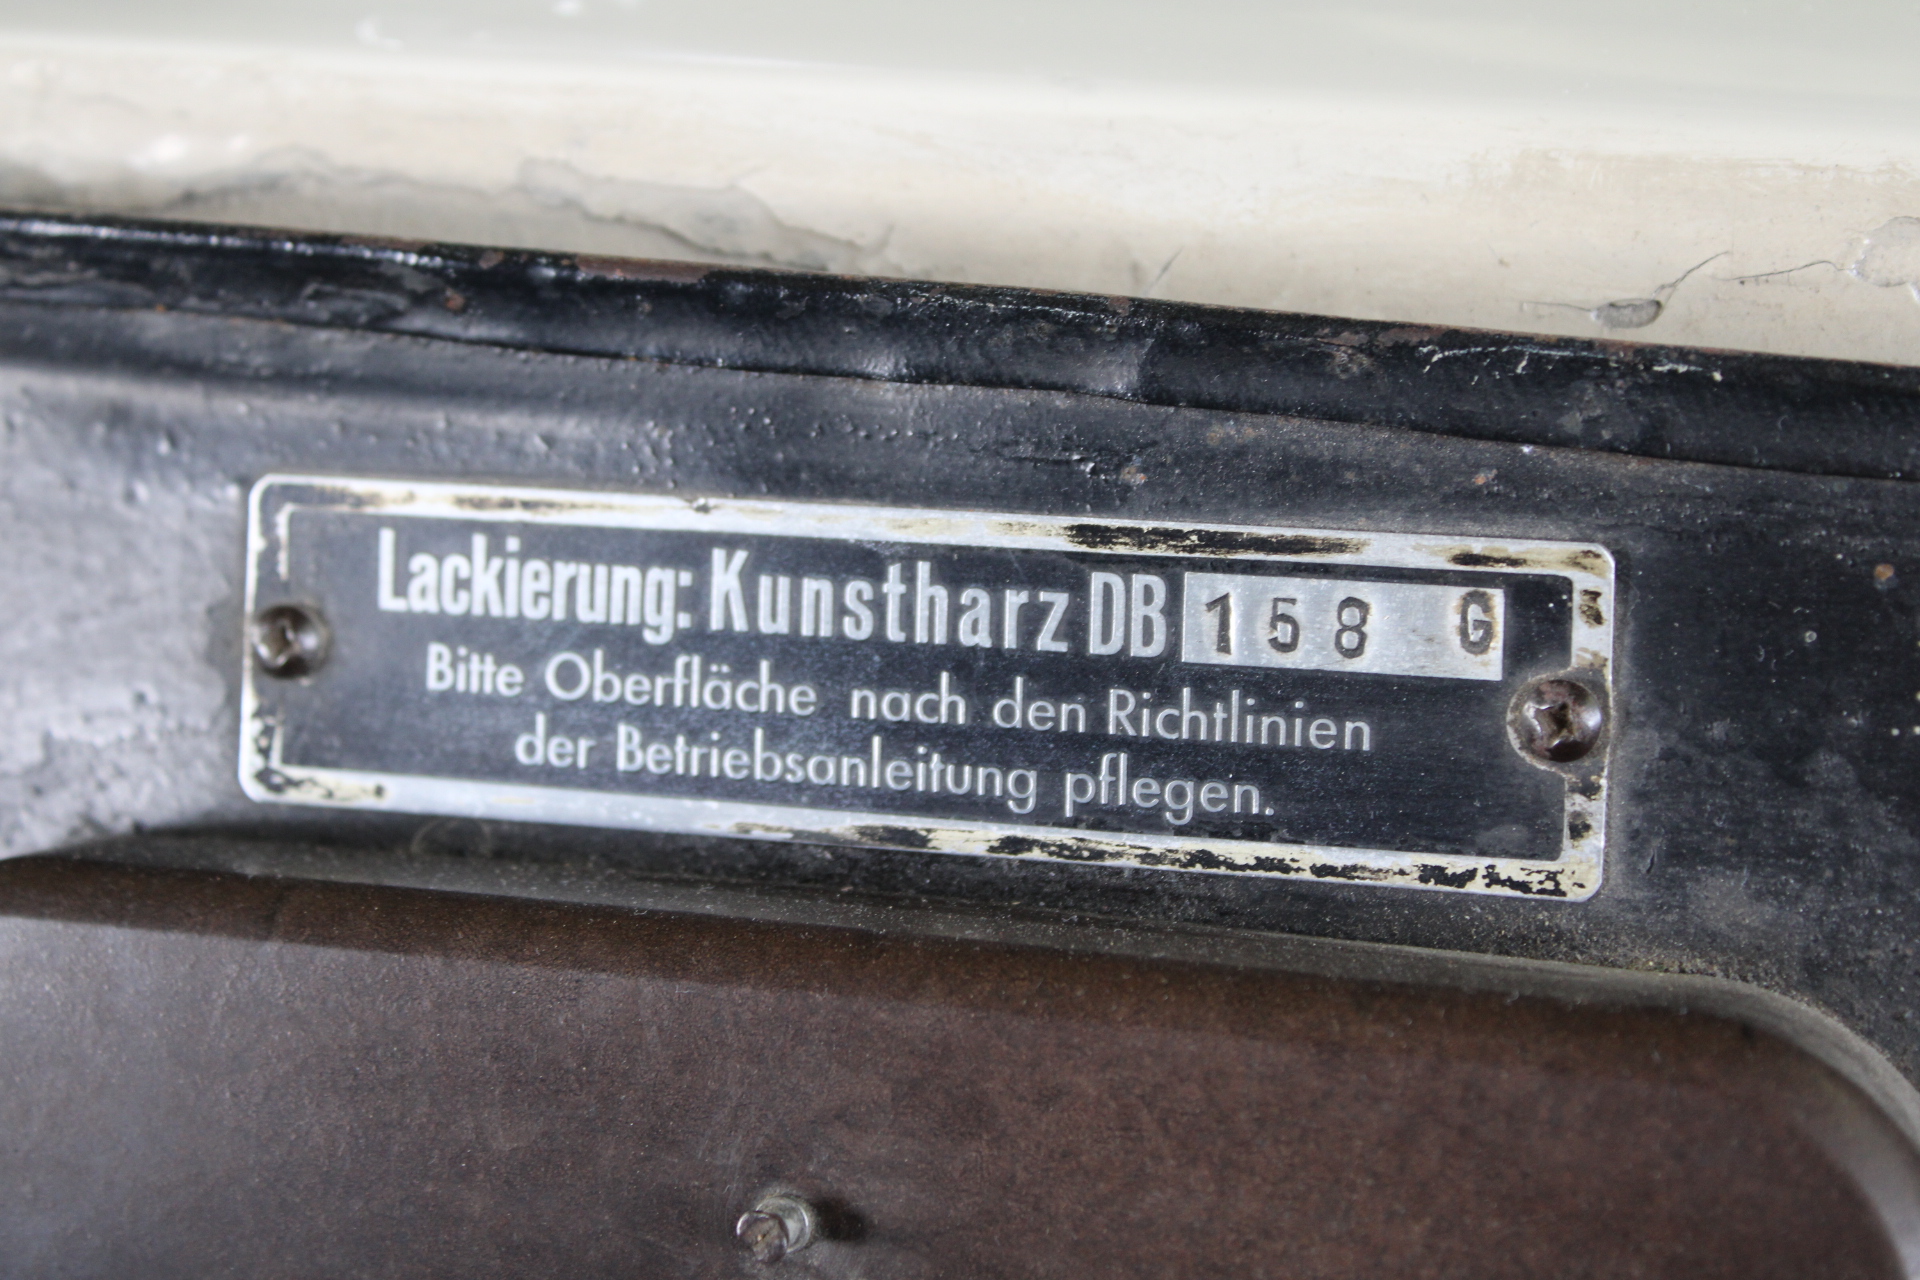 Lackierung: Kunstharz DB 158 G
Bitte Oberfläche nach den Richtlinien
der Betriebsanleitung pflegen.